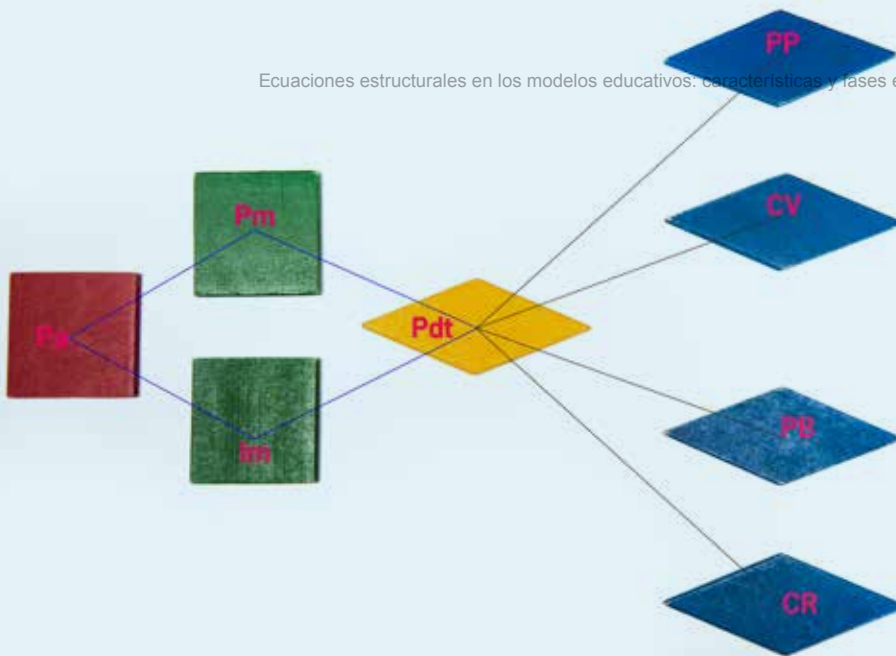 PP
Ecuaciones estructurales en los modelos educativos: características y fases e
Pm
CV
Pa
Pdt
im
PB
CR